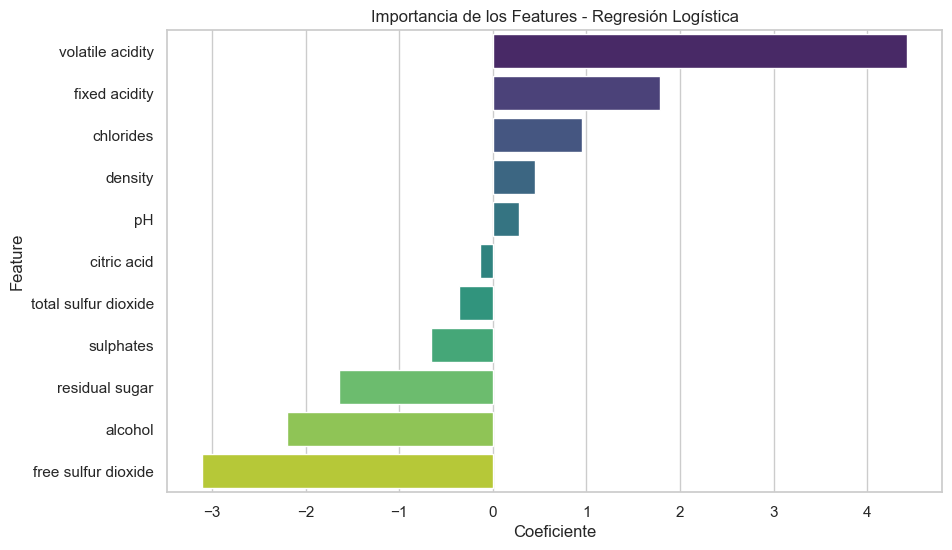 Importancia de los Features - Regresión Logística
volatile acidity
fixed acidity
chlorides
density
pH
citric acid
total sulfur dioxide
sulphates
residual sugar
alcohol
free sulfur dioxide
Feature
−3 −2 −1 0 1 2 3 4
Coeficiente